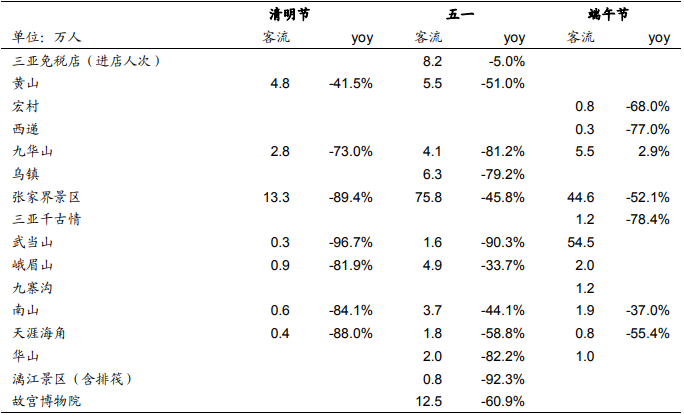 清明节 五一 端午节
单位：万人 客流 yoy 客流 yoy 客流 yoy
三亚免税店（进店人次） 8.2 -5.0%
黄山 4.8 -41.5% 5.5 -51.0%
宏村 0.8 -68.0%
西递 0.3 -77.0%
九华山 2.8 -73.0% 4.1 -81.2% 5.5 2.9%
乌镇 6.3 -79.2%
张家界景区 13.3 -89.4% 75.8 -45.8% 44.6 -52.1%
三亚千古情 1.2 -78.4%
武当山 0.3 -96.7% 1.6 -90.3% 54.5
峨眉山 0.9 -81.9% 4.9 -33.7% 2.0
九寨沟 1.2
南山 0.6 -84.1% 3.7 -44.1% 1.9 -37.0%
天涯海角 0.4 -88.0% 1.8 -58.8% 0.8 -55.4%
华山 2.0 -82.2% 1.0
漓江景区（含排筏） 0.8 -92.3%
故宫博物院 12.5 -60.9%